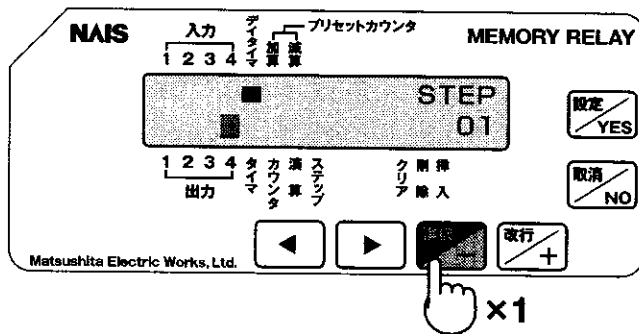 NAIS
入力
1 2 3 4
デイタイマ
加算
減算
プリセットカウンタ
MEMORY RELAY
STEP
01
設定/YES
取消/NO
1 2 3 4
出力
タイマ
カウンタ
演算
ステップ
クリア
削除
挿入
◀
▶
−
改行/+
Matsushita Electric Works, Ltd.
×1